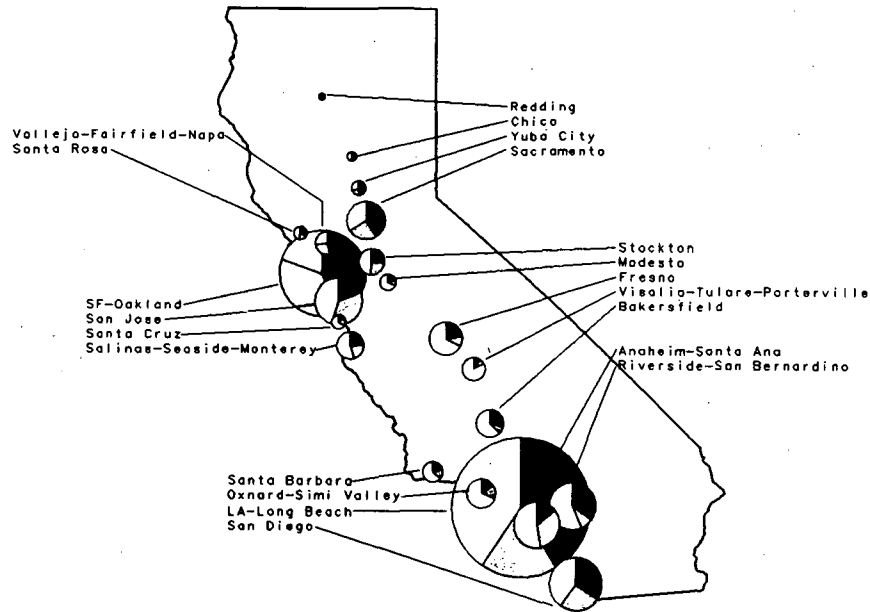 Redding
Chico
Yuba City
Sacramento
Vallejo-Fairfield-Napa
Santa Rosa
Stockton
Modesto
Fresno
Visalia-Tulare-Porterville
Bakersfield
SF-Oakland
San Jose
Santa Cruz
Salinas-Seaside-Monterey
Anaheim-Santa Ana
Riverside-San Bernardino
Santa Barbara
Oxnard-Simi Valley
LA-Long Beach
San Diego